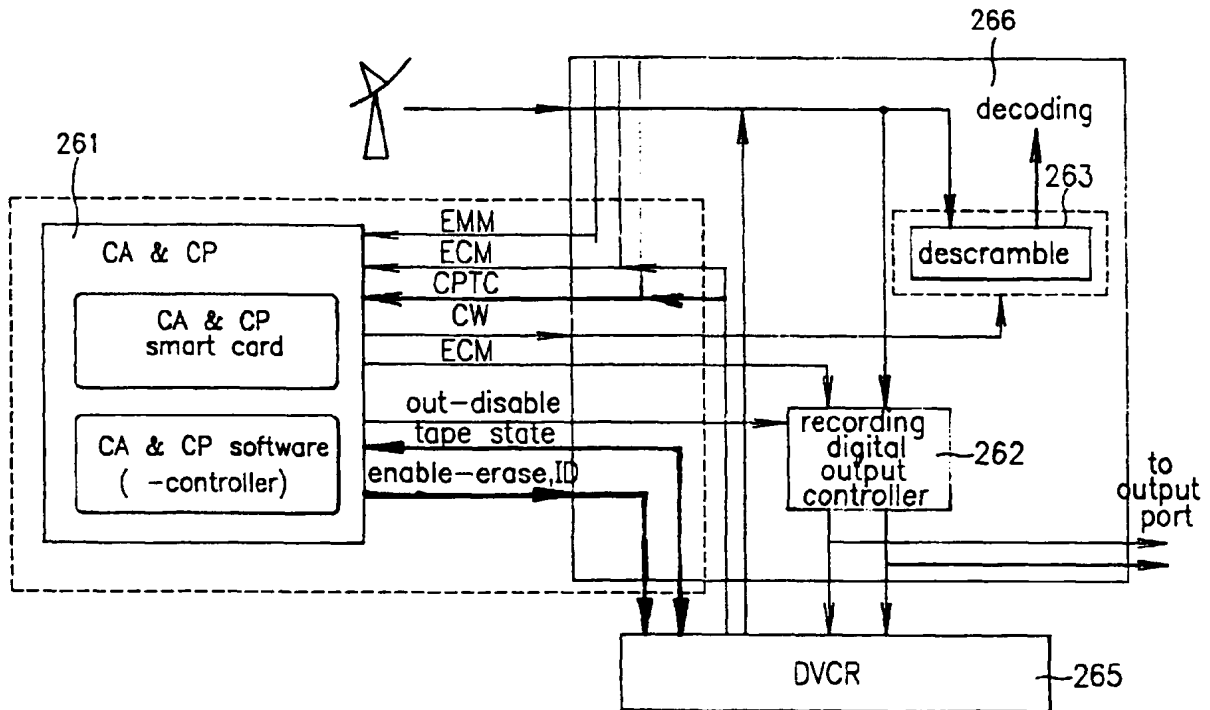 266
decoding
261
263
EMM
CA & CP
ECM
descramble
CPTC
CA & CP
smart card
CW
ECM
out-disable
recording
digital
output
controller
tape state
CA & CP software
( -controller)
262
enable-erase,ID
to
output
port
DVCR
265